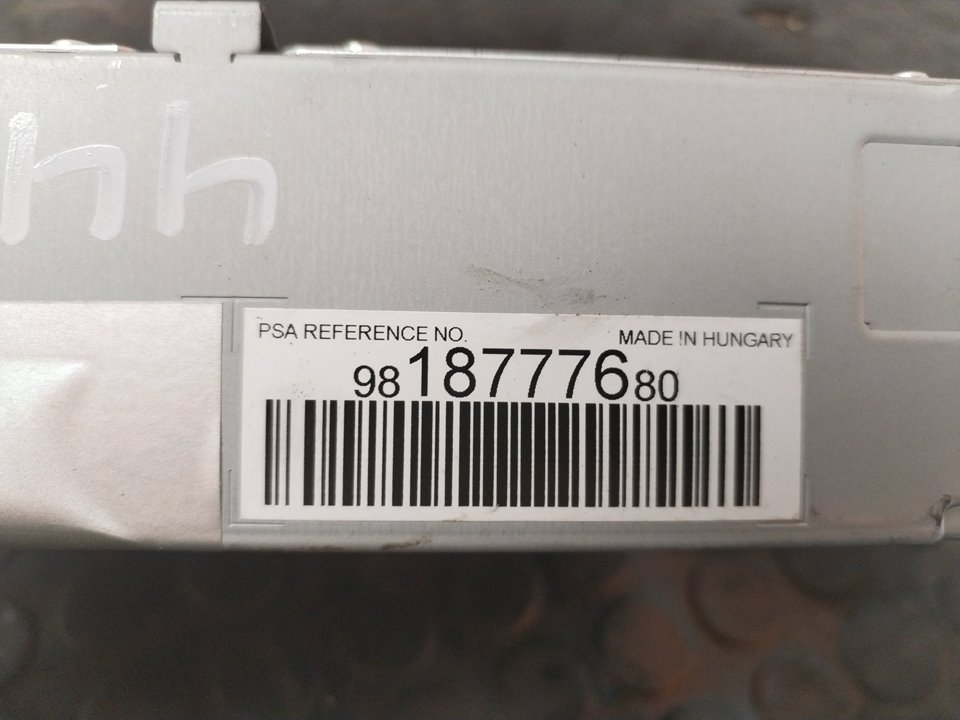 PSA REFERENCE NO. MADE IN HUNGARY
9818777680